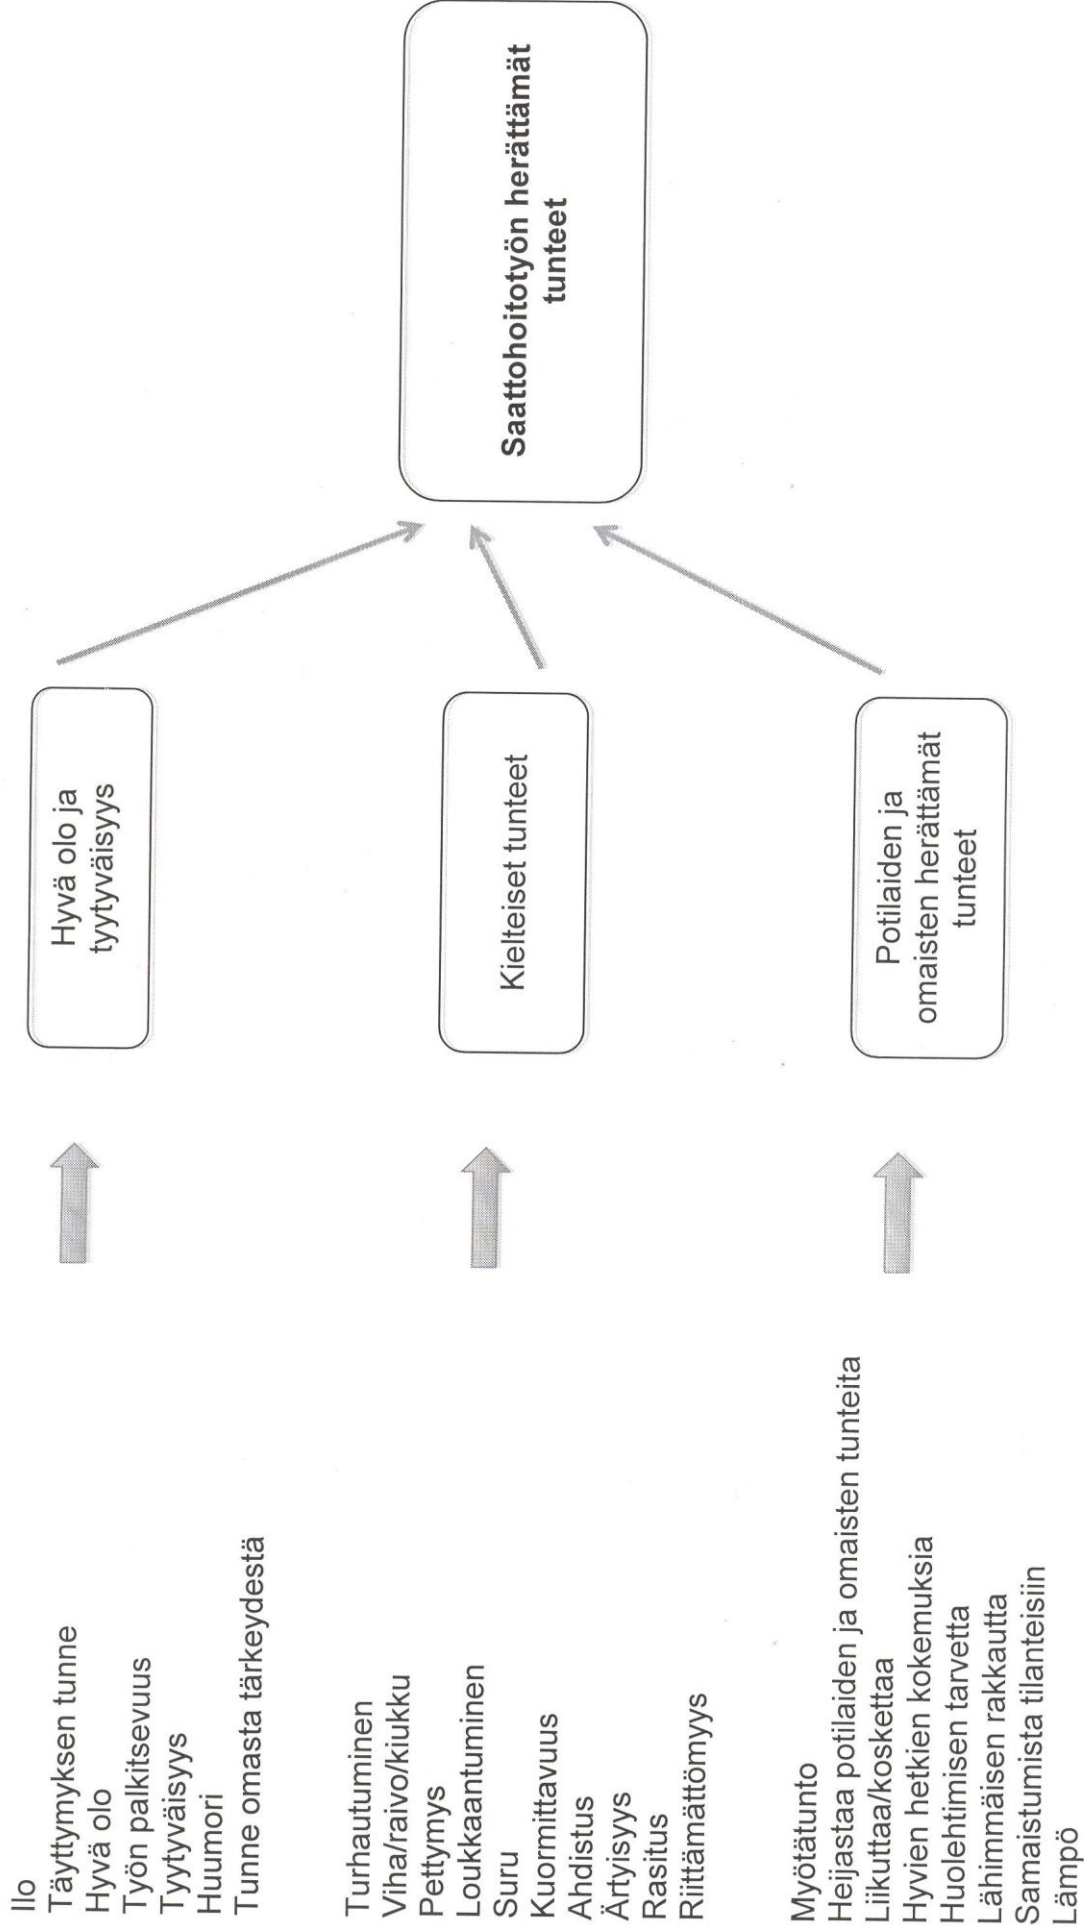 Ilo
Täyttymyksen tunne
Hyvä olo
Työn palkitsevuus
Tyytyväisyys
Huumori
Tunne omasta tärkeydestä
Hyvä olo ja
tyytyväisyys
Turhautuminen
Viha/raivo/kiukku
Pettymys
Loukkaantuminen
Suru
Kuormittavuus
Ahdistus
Ärtyisyys
Rasitus
Riittämättömyys
Kielteiset tunteet
Myötätunto
Heijastaa potilaiden ja omaisten tunteita
Liikuttaa/koskettaa
Hyvien hetkien kokemuksia
Huolehtimisen tarvetta
Lähimmäisen rakkautta
Samaistumista tilanteisiin
Lämpö
Potilaiden ja
omaisten herättämät
tunteet
Saattohoitotyön herättämät
tunteet